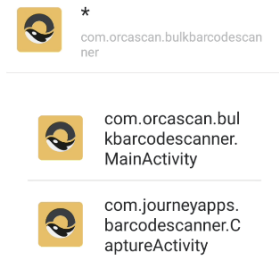 *
com.orcascan.bulkbarcodescan
ner
com.orcascan.bul
kbarcodescanner.
MainActivity
com.journeyapps.
barcodescanner.C
aptureActivity